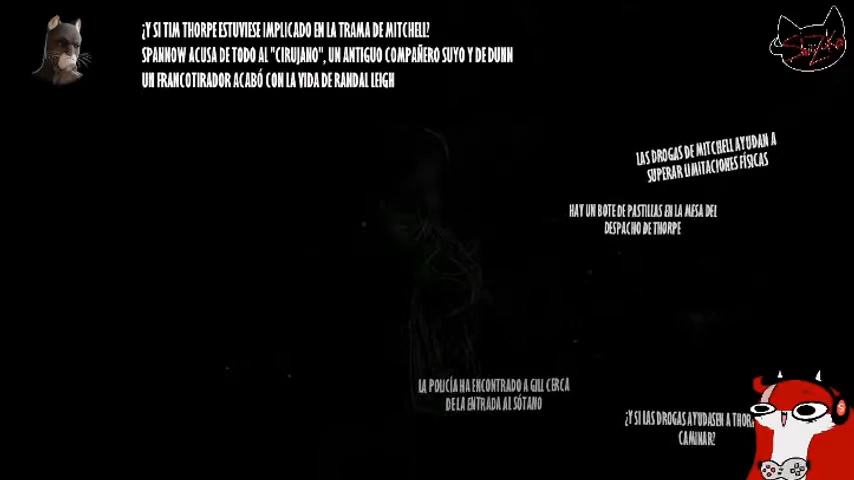 ¿Y SI TIM THORPE ESTUVIESE IMPLICADO EN LA TRAMA DE MITCHELL?
SPANNOW ACUSA DE TODO AL "CIRUJANO", UN ANTIGUO COMPAÑERO SUYO Y DE DUNN
UN FRANCOTIRADOR ACABÓ CON LA VIDA DE RANDAL LEIGH
LAS DROGAS DE MITCHELL AYUDAN A
SUPERAR LIMITACIONES FÍSICAS
HAY UN BOTE DE PASTILLAS EN LA MESA DEL
DESPACHO DE THORPE
LA POLICÍA HA ENCONTRADO A GILL CERCA
DE LA ENTRADA AL SÓTANO
¿Y SI LAS DROGAS AYUDASEN A
CAMINAR?